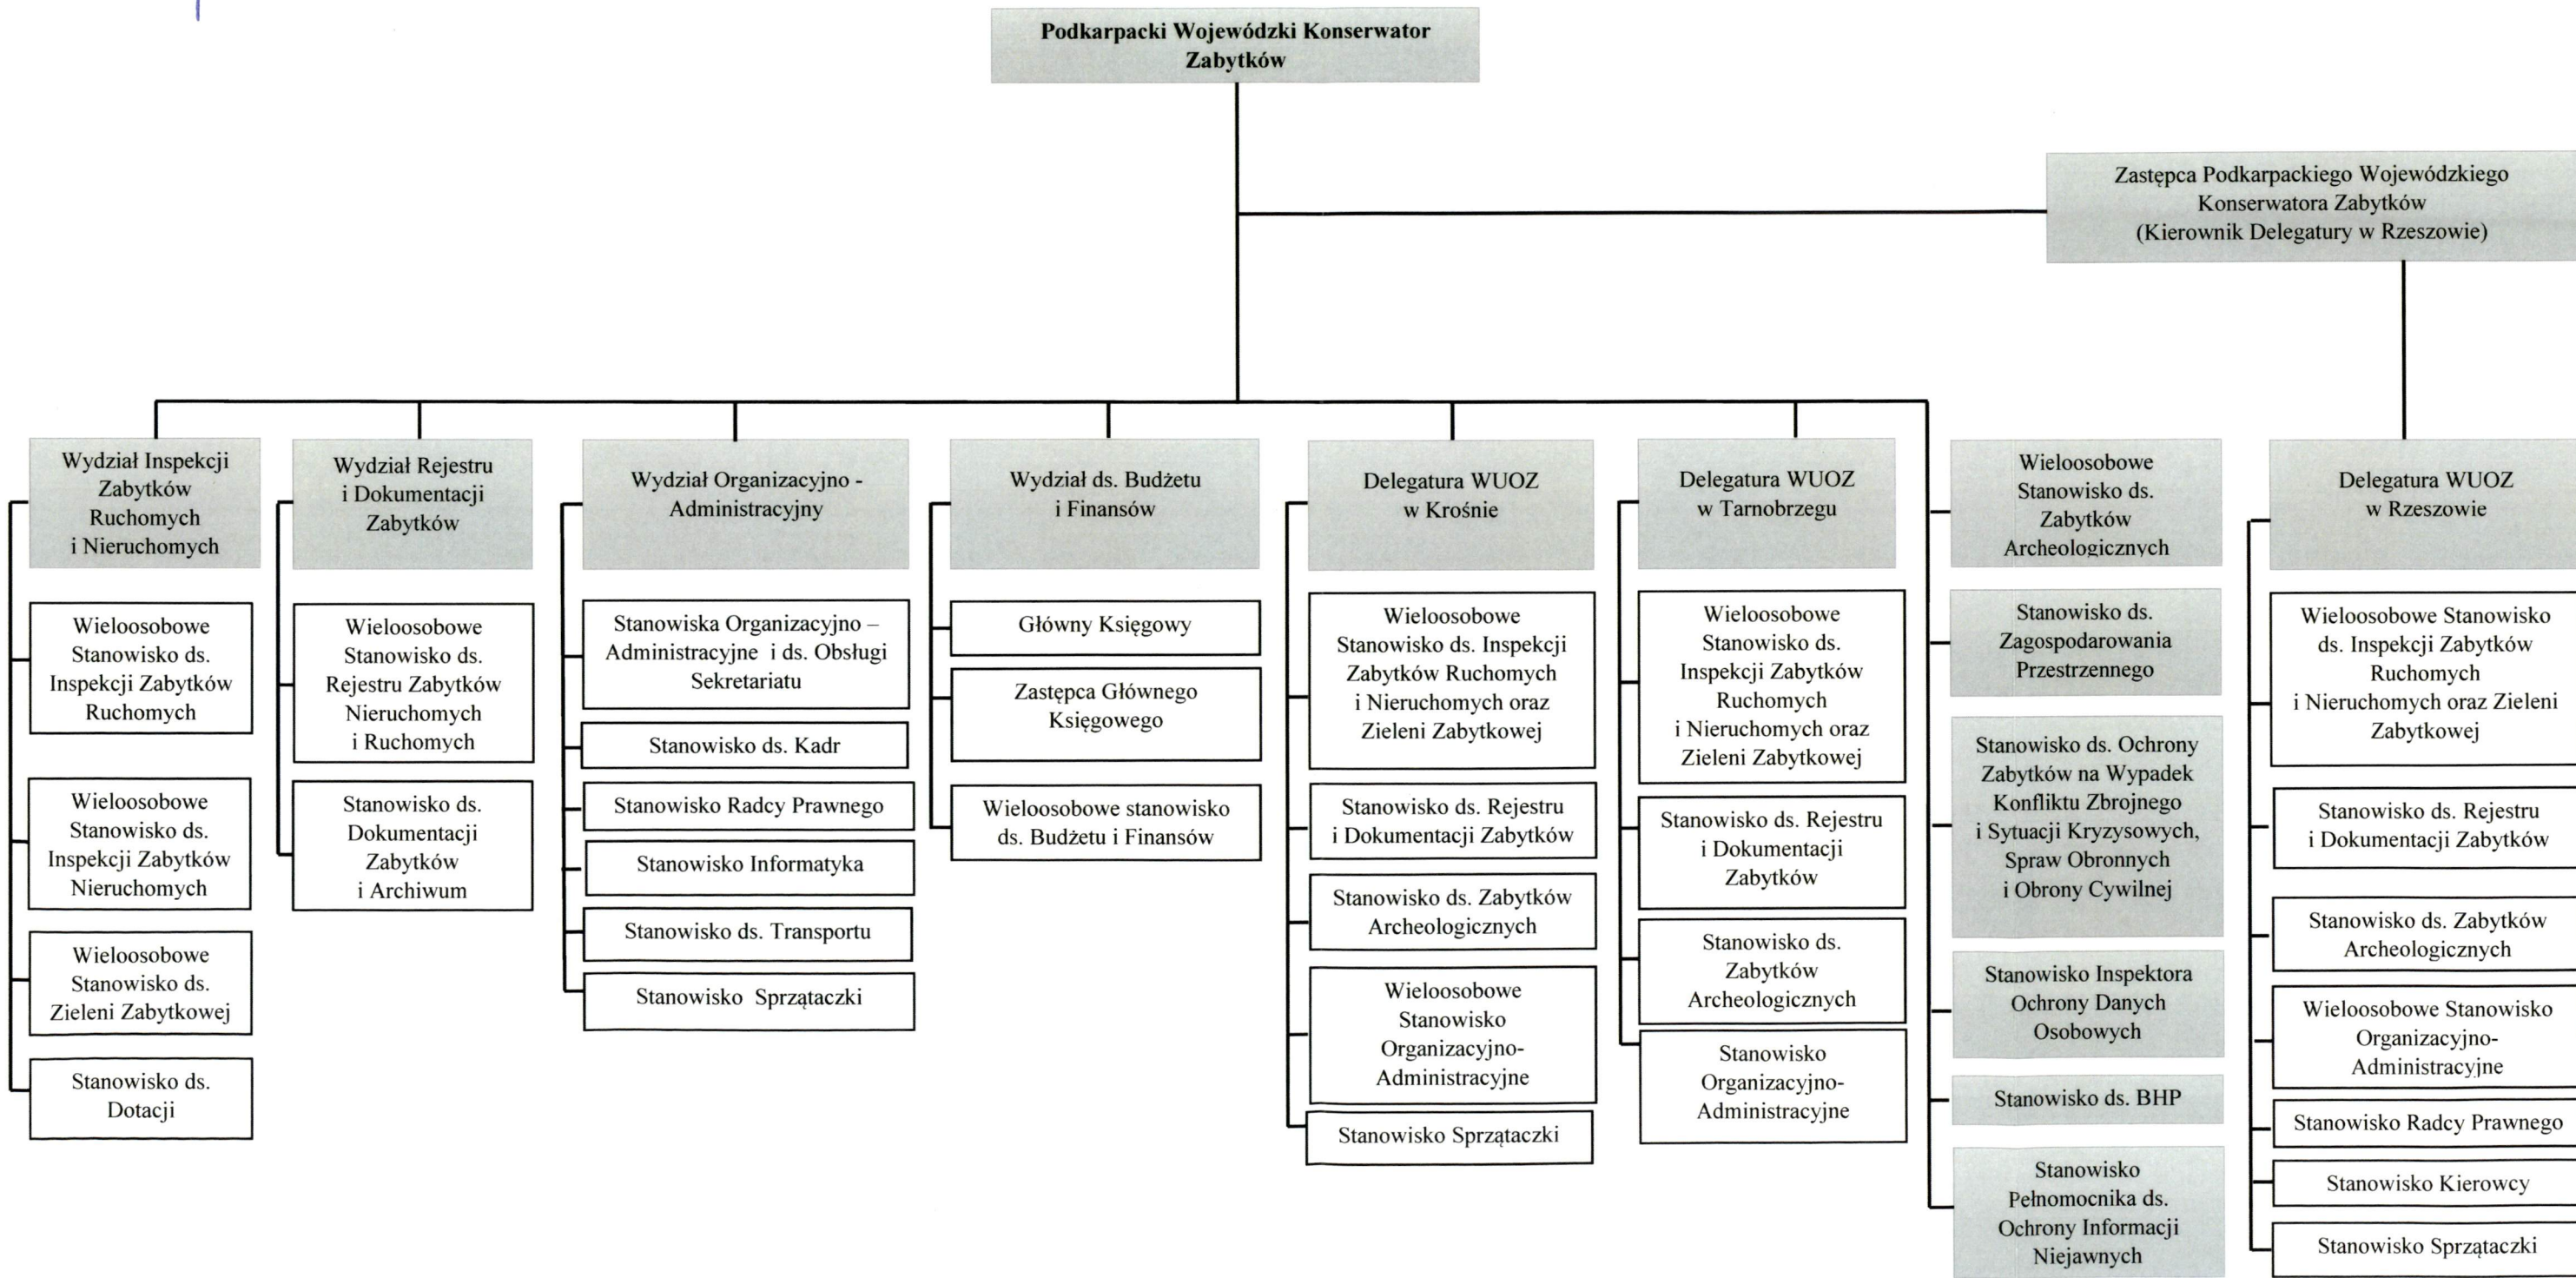 Podkarpacki Wojewódzki Konserwator
Zabytków
Zastępca Podkarpackiego Wojewódzkiego
Konserwatora Zabytków
(Kierownik Delegatury w Rzeszowie)
Wydział Inspekcji
Zabytków
Ruchomych
i Nieruchomych
Wieloosobowe
Stanowisko ds.
Inspekcji Zabytków
Ruchomych
Wieloosobowe
Stanowisko ds.
Inspekcji Zabytków
Nieruchomych
Wieloosobowe
Stanowisko ds.
Zieleni Zabytkowej
Stanowisko ds.
Dotacji
Wydział Rejestru
i Dokumentacji
Zabytków
Wieloosobowe
Stanowisko ds.
Rejestru Zabytków
Nieruchomych
i Ruchomych
Stanowisko ds.
Dokumentacji
Zabytków
i Archiwum
Wydział Organizacyjno -
Administracyjny
Stanowiska Organizacyjno –
Administracyjne i ds. Obsługi
Sekretariatu
Stanowisko ds. Kadr
Stanowisko Radcy Prawnego
Stanowisko Informatyka
Stanowisko ds. Transportu
Stanowisko Sprzątaczki
Wydział ds. Budżetu
i Finansów
Główny Księgowy
Zastępca Głównego
Księgowego
Wieloosobowe stanowisko
ds. Budżetu i Finansów
Delegatura WUOZ
w Krośnie
Wieloosobowe
Stanowisko ds. Inspekcji
Zabytków Ruchomych
i Nieruchomych oraz
Zieleni Zabytkowej
Stanowisko ds. Rejestru
i Dokumentacji Zabytków
Stanowisko ds. Zabytków
Archeologicznych
Wieloosobowe
Stanowisko
Organizacyjno-
Administracyjne
Stanowisko Sprzątaczki
Delegatura WUOZ
w Tarnobrzegu
Wieloosobowe
Stanowisko ds.
Inspekcji Zabytków
Ruchomych
i Nieruchomych oraz
Zieleni Zabytkowej
Stanowisko ds. Rejestru
i Dokumentacji
Zabytków
Stanowisko ds.
Zabytków
Archeologicznych
Stanowisko
Organizacyjno-
Administracyjne
Wieloosobowe
Stanowisko ds.
Zabytków
Archeologicznych
Stanowisko ds.
Zagospodarowania
Przestrzennego
Stanowisko ds. Ochrony
Zabytków na Wypadek
Konfliktu Zbrojnego
i Sytuacji Kryzysowych,
Spraw Obronnych
i Obrony Cywilnej
Stanowisko Inspektora
Ochrony Danych
Osobowych
Stanowisko ds. BHP
Stanowisko
Pełnomocnika ds.
Ochrony Informacji
Niejawnych
Delegatura WUOZ
w Rzeszowie
Wieloosobowe Stanowisko
ds. Inspekcji Zabytków
Ruchomych
i Nieruchomych oraz Zieleni
Zabytkowej
Stanowisko ds. Rejestru
i Dokumentacji Zabytków
Stanowisko ds. Zabytków
Archeologicznych
Wieloosobowe Stanowisko
Organizacyjno-
Administracyjne
Stanowisko Radcy Prawnego
Stanowisko Kierowcy
Stanowisko Sprzątaczki